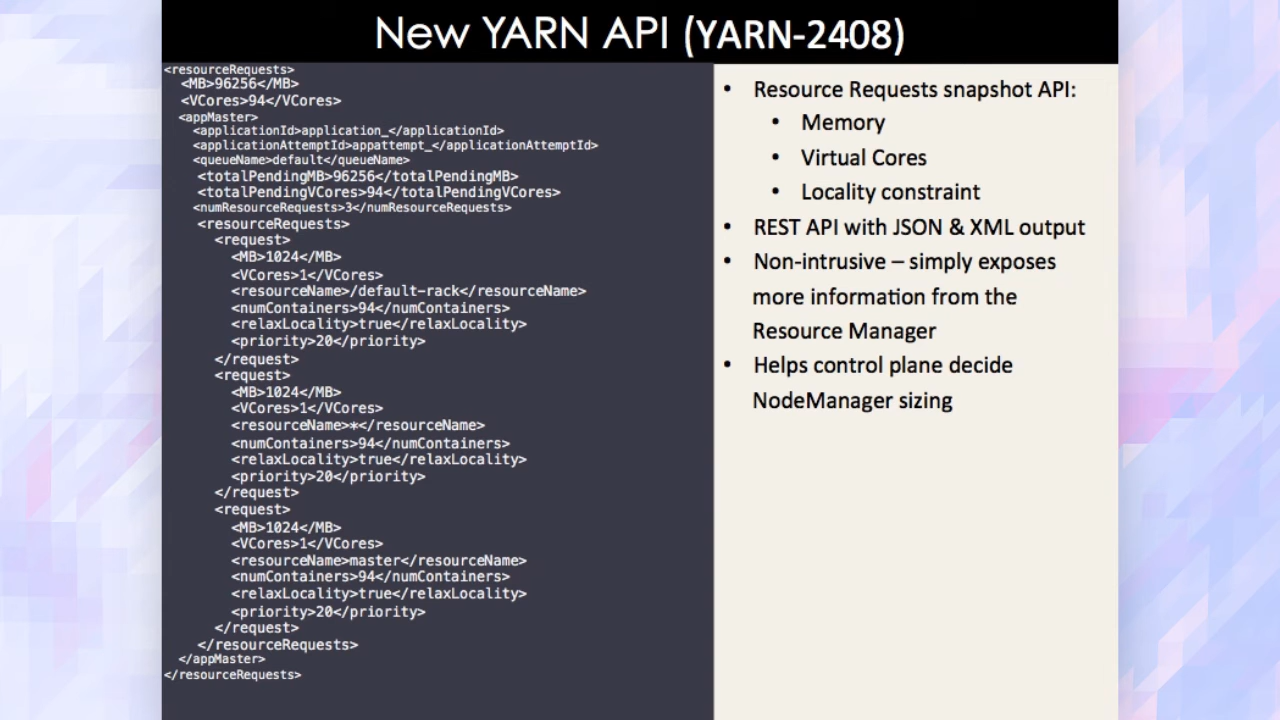 New YARN API (YARN-2408)
<resourceRequests>
<MB>96256</MB>
<VCores>94</VCores>
<appMaster>
<applicationId>application_</applicationId>
<applicationAttemptId>appattempt_</applicationAttemptId>
<queueName>default</queueName>
<totalPendingMB>96256</totalPendingMB>
<totalPendingVCores>94</totalPendingVCores>
<numResourceRequests>3</numResourceRequests>
<resourceRequests>
<request>
<MB>1024</MB>
<VCores>1</VCores>
<resourceName>/default-rack</resourceName>
<numContainers>94</numContainers>
<relaxLocality>true</relaxLocality>
<priority>20</priority>
</request>
<request>
<MB>1024</MB>
<VCores>1</VCores>
<resourceName>*</resourceName>
<numContainers>94</numContainers>
<relaxLocality>true</relaxLocality>
<priority>20</priority>
</request>
<request>
<MB>1024</MB>
<VCores>1</VCores>
<resourceName>master</resourceName>
<numContainers>94</numContainers>
<relaxLocality>true</relaxLocality>
<priority>20</priority>
</request>
</resourceRequests>
</appMaster>
</resourceRequests>
• Resource Requests snapshot API:
• Memory
• Virtual Cores
• Locality constraint
• REST API with JSON & XML output
• Non-intrusive – simply exposes
more information from the
Resource Manager
• Helps control plane decide
NodeManager sizing